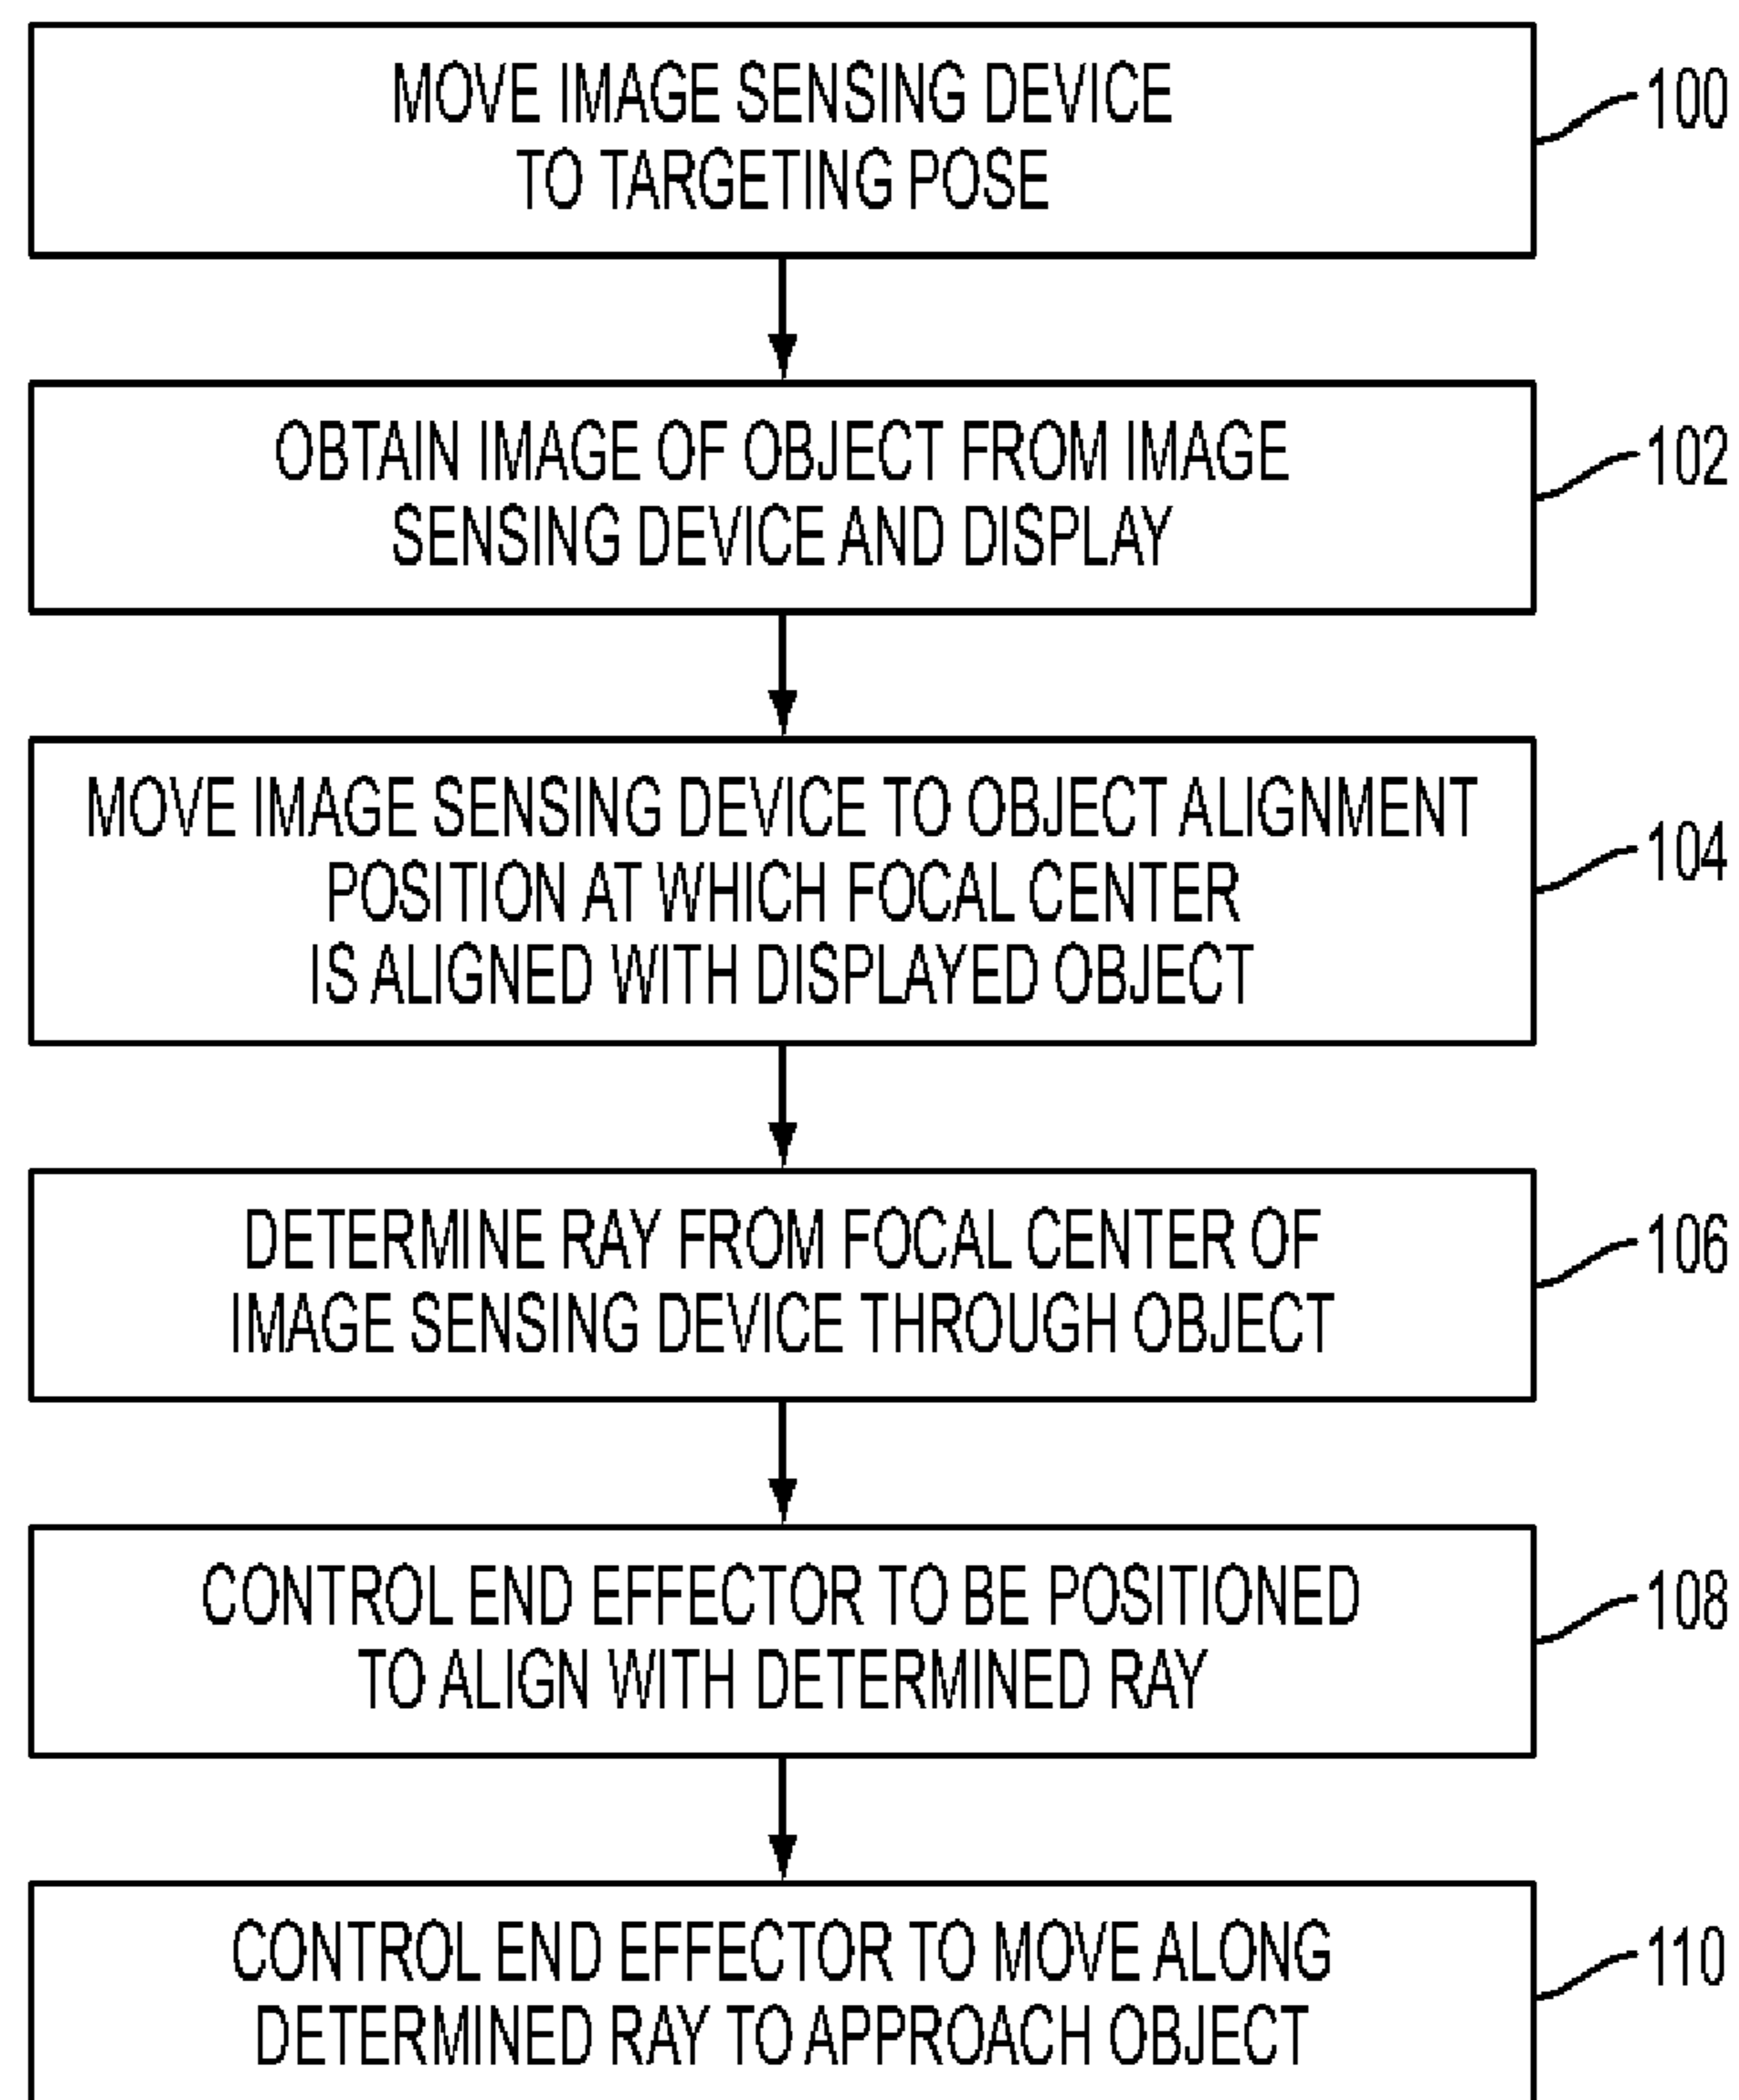 MOVE IMAGE SENSING DEVICE
TO TARGETING POSE
100
OBTAIN IMAGE OF OBJECT FROM IMAGE
SENSING DEVICE AND DISPLAY
102
MOVE IMAGE SENSING DEVICE TO OBJECT ALIGNMENT
POSITION AT WHICH FOCAL CENTER
IS ALIGNED WITH DISPLAYED OBJECT
104
DETERMINE RAY FROM FOCAL CENTER OF
IMAGE SENSING DEVICE THROUGH OBJECT
106
CONTROL END EFFECTOR TO BE POSITIONED
TO ALIGN WITH DETERMINED RAY
108
CONTROL END EFFECTOR TO MOVE ALONG
DETERMINED RAY TO APPROACH OBJECT
110